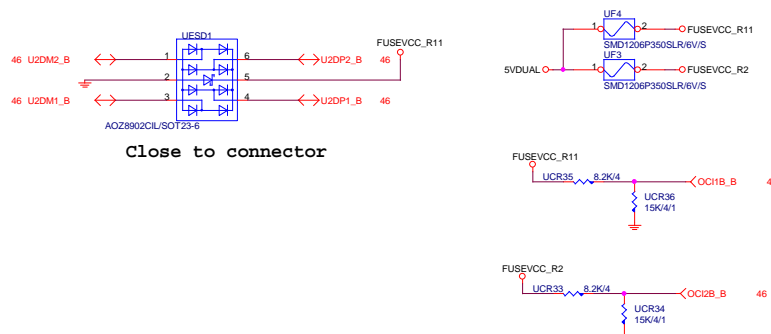 UESD1
46 U2DM2_B 1 6 U2DP2_B 46
FUSEVCC_R11
2 5
46 U2DM1_B 3 4 U2DP1_B 46
AOZ8902CIL/SOT23-6
Close to connector
UF4
1 2 FUSEVCC_R11
SMD1206P350SLR/6V/S
UF3
5VDUAL 1 2 FUSEVCC_R2
SMD1206P350SLR/6V/S
FUSEVCC_R11
UCR35 8.2K/4 OCI1B_B 4
UCR36
15K/4/1
FUSEVCC_R2
UCR33 8.2K/4 OCI2B_B 46
UCR34
15K/4/1